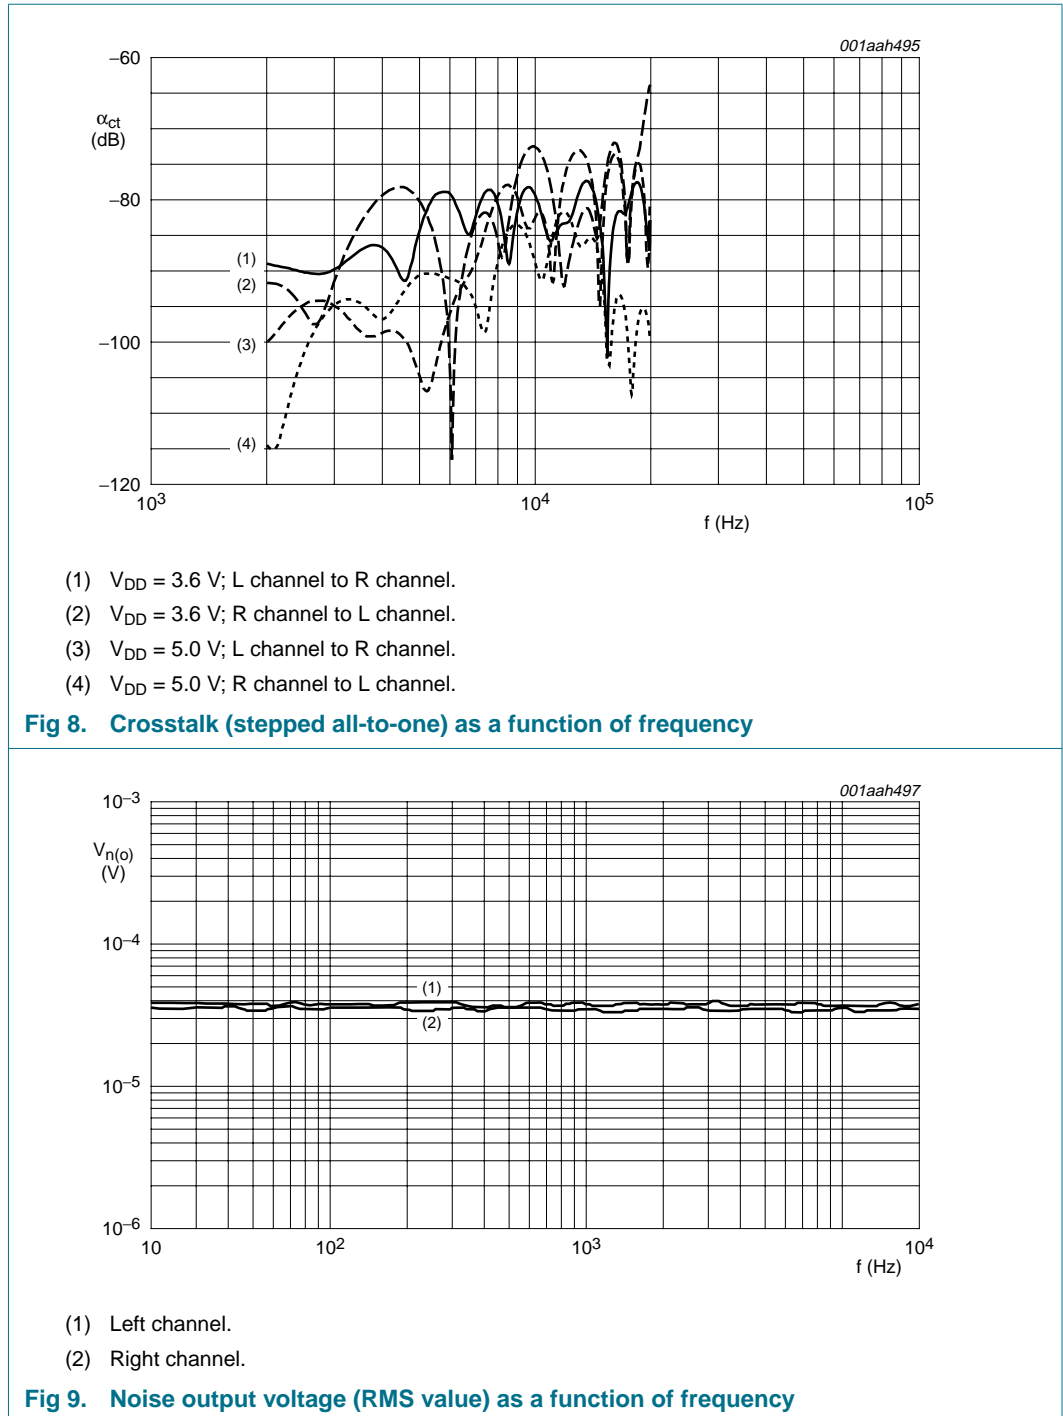 001aah495
−60
αct
(dB)
−80
(1)
(2)
−100
(3)
(4)
−120
10³
10⁴
10⁵
f (Hz)
(1) VDD = 3.6 V; L channel to R channel.
(2) VDD = 3.6 V; R channel to L channel.
(3) VDD = 5.0 V; L channel to R channel.
(4) VDD = 5.0 V; R channel to L channel.
Fig 8. Crosstalk (stepped all-to-one) as a function of frequency
001aah497
10−3
Vn(o)
(V)
10−4
(1)
(2)
10−5
10−6
10
10²
10³
10⁴
f (Hz)
(1) Left channel.
(2) Right channel.
Fig 9. Noise output voltage (RMS value) as a function of frequency